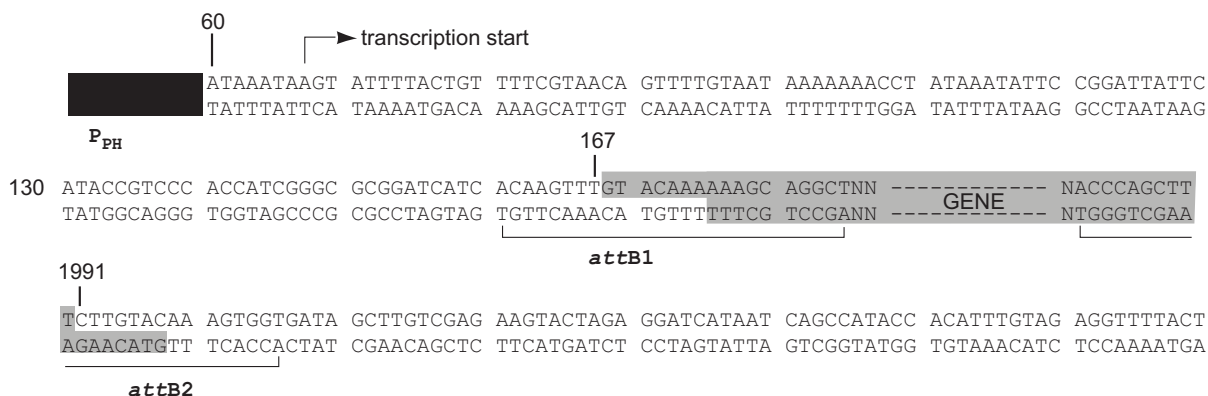 60
transcription start
ATAAATAAGT ATTTTACTGT TTTCGTAACA GTTTTGTAAT AAAAAAACCT ATAAATATTC CGGATTATTC
TATTTATTCA TAAAATGACA AAAGCATTGT CAAAACATTA TTTTTTTGGA TATTTATAAG GCCTAATAAG
PPH
167
130 ATACCGTCCC ACCATCGGGC GCGGATCATC ACAAGTTTGT ACAAAAAAGC AGGCTNN ------------ NACCCAGCTT
TATGGCAGGG TGGTAGCCCG CGCCTAGTAG TGTTCAAACA TGTTTTTTCG TCCGANN ------------ NTGGGTCGAA
GENE
attB1
1991
TCTTGTACAA AGTGGTGATA GCTTGTCGAG AAGTACTAGA GGATCATAAT CAGCCATACC ACATTTGTAG AGGTTTTACT
AGAACATGTT TCACCACTAT CGAACAGCTC TTCATGATCT CCTAGTATTA GTCGGTATGG TGTAAACATC TCCAAAATGA
attB2